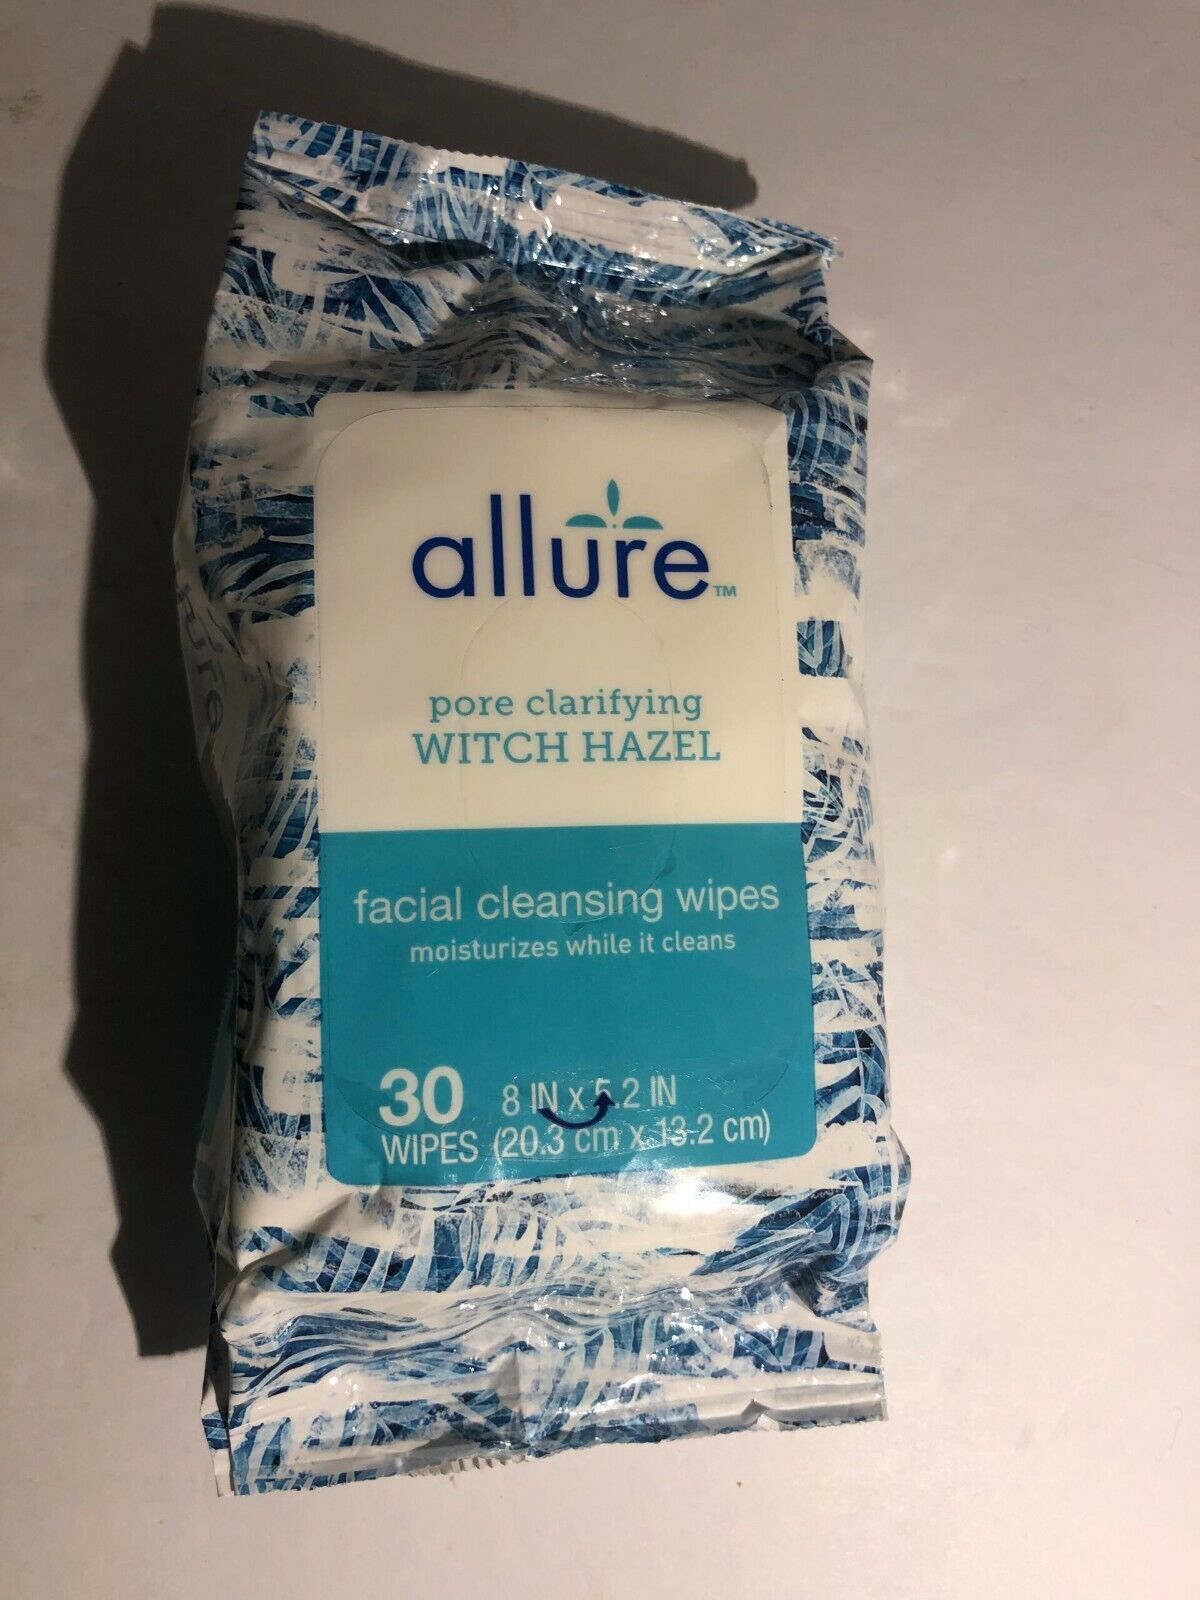 allure™
pore clarifying
WITCH HAZEL
facial cleansing wipes
moisturizes while it cleans
30 8 IN x 5.2 IN
WIPES (20.3 cm x 13.2 cm)